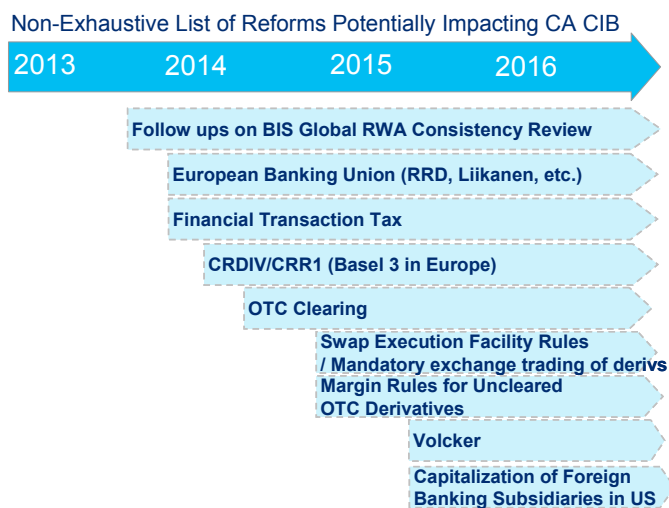 Non-Exhaustive List of Reforms Potentially Impacting CA CIB
2013 2014 2015 2016
Follow ups on BIS Global RWA Consistency Review
European Banking Union (RRD, Liikanen, etc.)
Financial Transaction Tax
CRDIV/CRR1 (Basel 3 in Europe)
OTC Clearing
Swap Execution Facility Rules
/ Mandatory exchange trading of derivs
Margin Rules for Uncleared
OTC Derivatives
Volcker
Capitalization of Foreign
Banking Subsidiaries in US